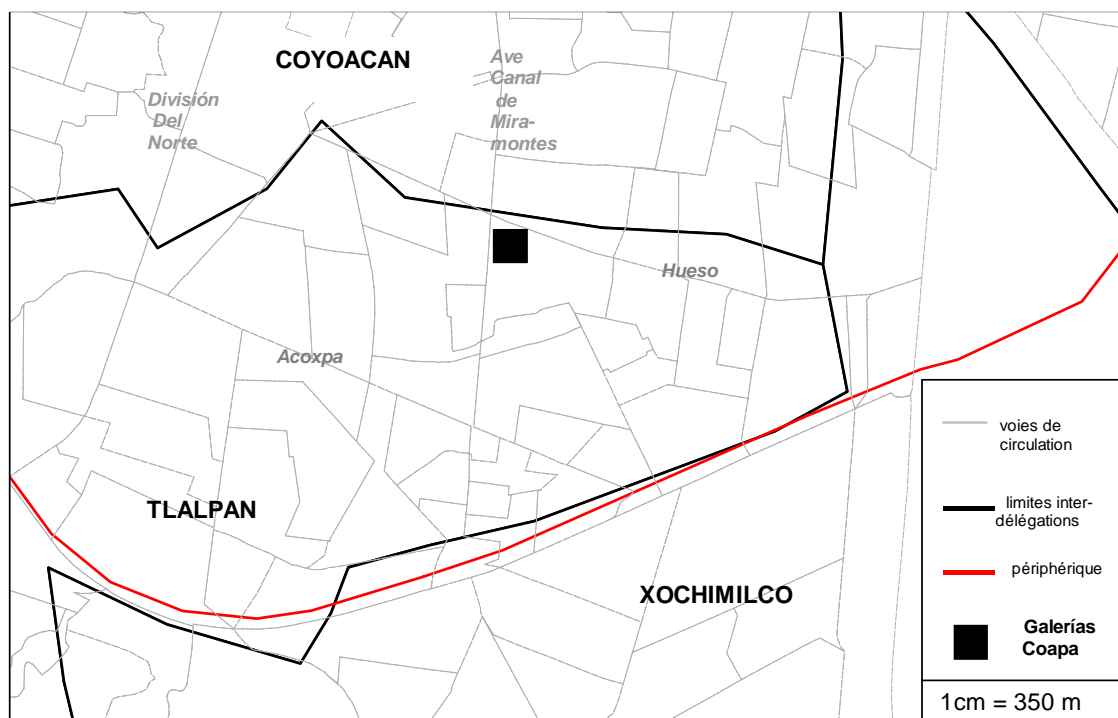 COYOACAN
Ave
Canal
de
Mira-
montes
División
Del
Norte
Hueso
Acoxpa
TLALPAN
XOCHIMILCO
voies de
circulation
limites inter-
délégations
périphérique
Galerías
Coapa
1cm = 350 m